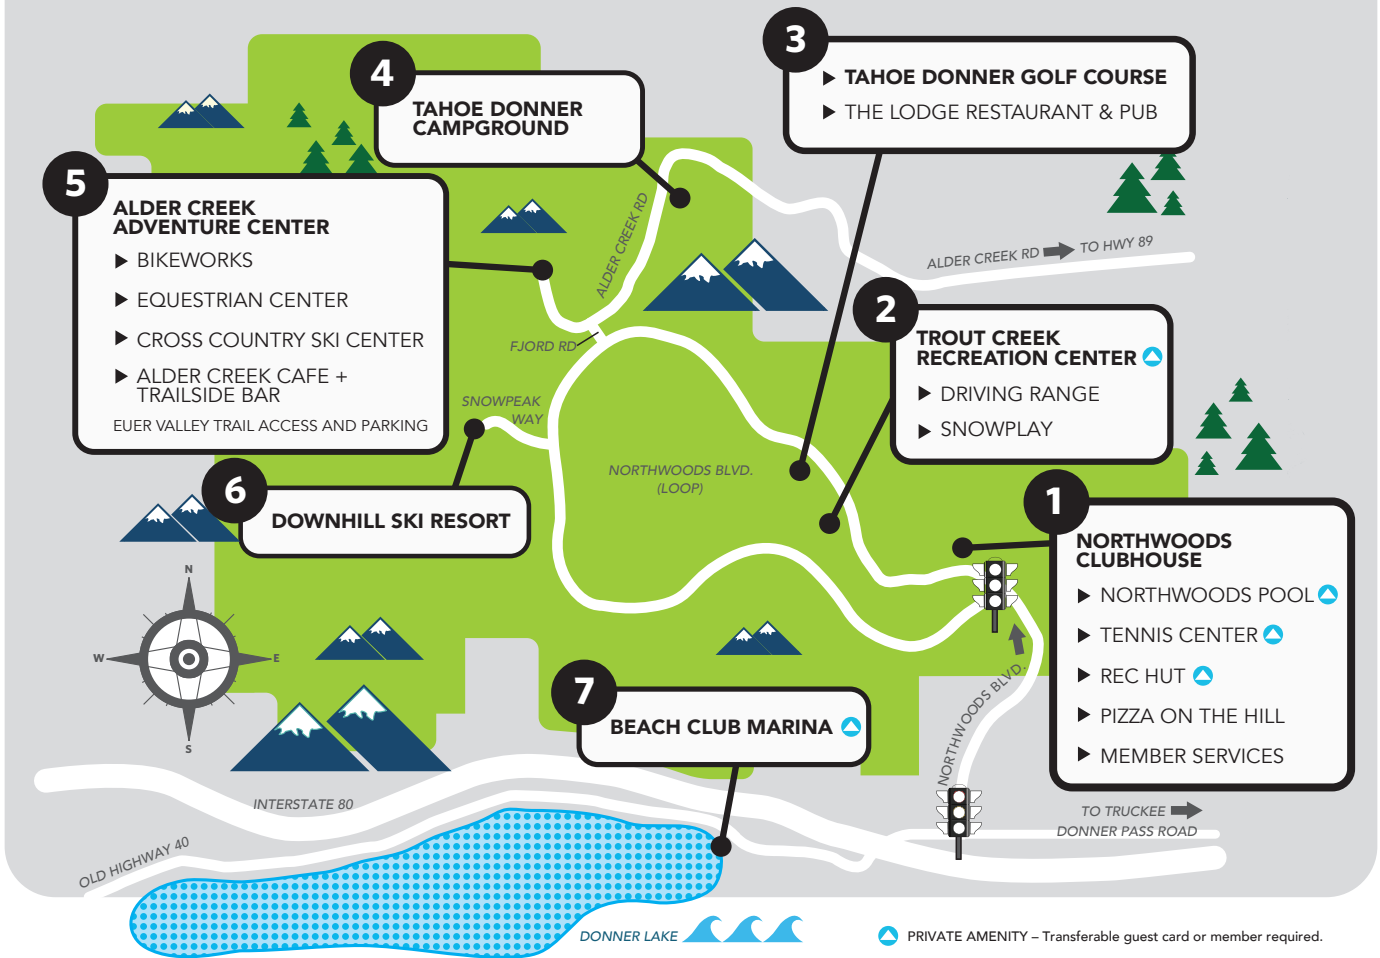 3
TAHOE DONNER GOLF COURSE
THE LODGE RESTAURANT & PUB
4
TAHOE DONNER
CAMPGROUND
5
ALDER CREEK
ADVENTURE CENTER
BIKEWORKS
EQUESTRIAN CENTER
CROSS COUNTRY SKI CENTER
ALDER CREEK CAFE +
TRAILSIDE BAR
EUER VALLEY TRAIL ACCESS AND PARKING
ALDER CREEK RD
ALDER CREEK RD
TO HWY 89
2
TROUT CREEK
RECREATION CENTER
DRIVING RANGE
SNOWPLAY
FJORD RD
SNOWPEAK
WAY
NORTHWOODS BLVD.
(LOOP)
6
DOWNHILL SKI RESORT
1
NORTHWOODS
CLUBHOUSE
NORTHWOODS POOL
TENNIS CENTER
REC HUT
PIZZA ON THE HILL
MEMBER SERVICES
N
W
E
S
7
BEACH CLUB MARINA
NORTHWOODS BLVD.
INTERSTATE 80
OLD HIGHWAY 40
TO TRUCKEE
DONNER PASS ROAD
DONNER LAKE
PRIVATE AMENITY – Transferable guest card or member required.